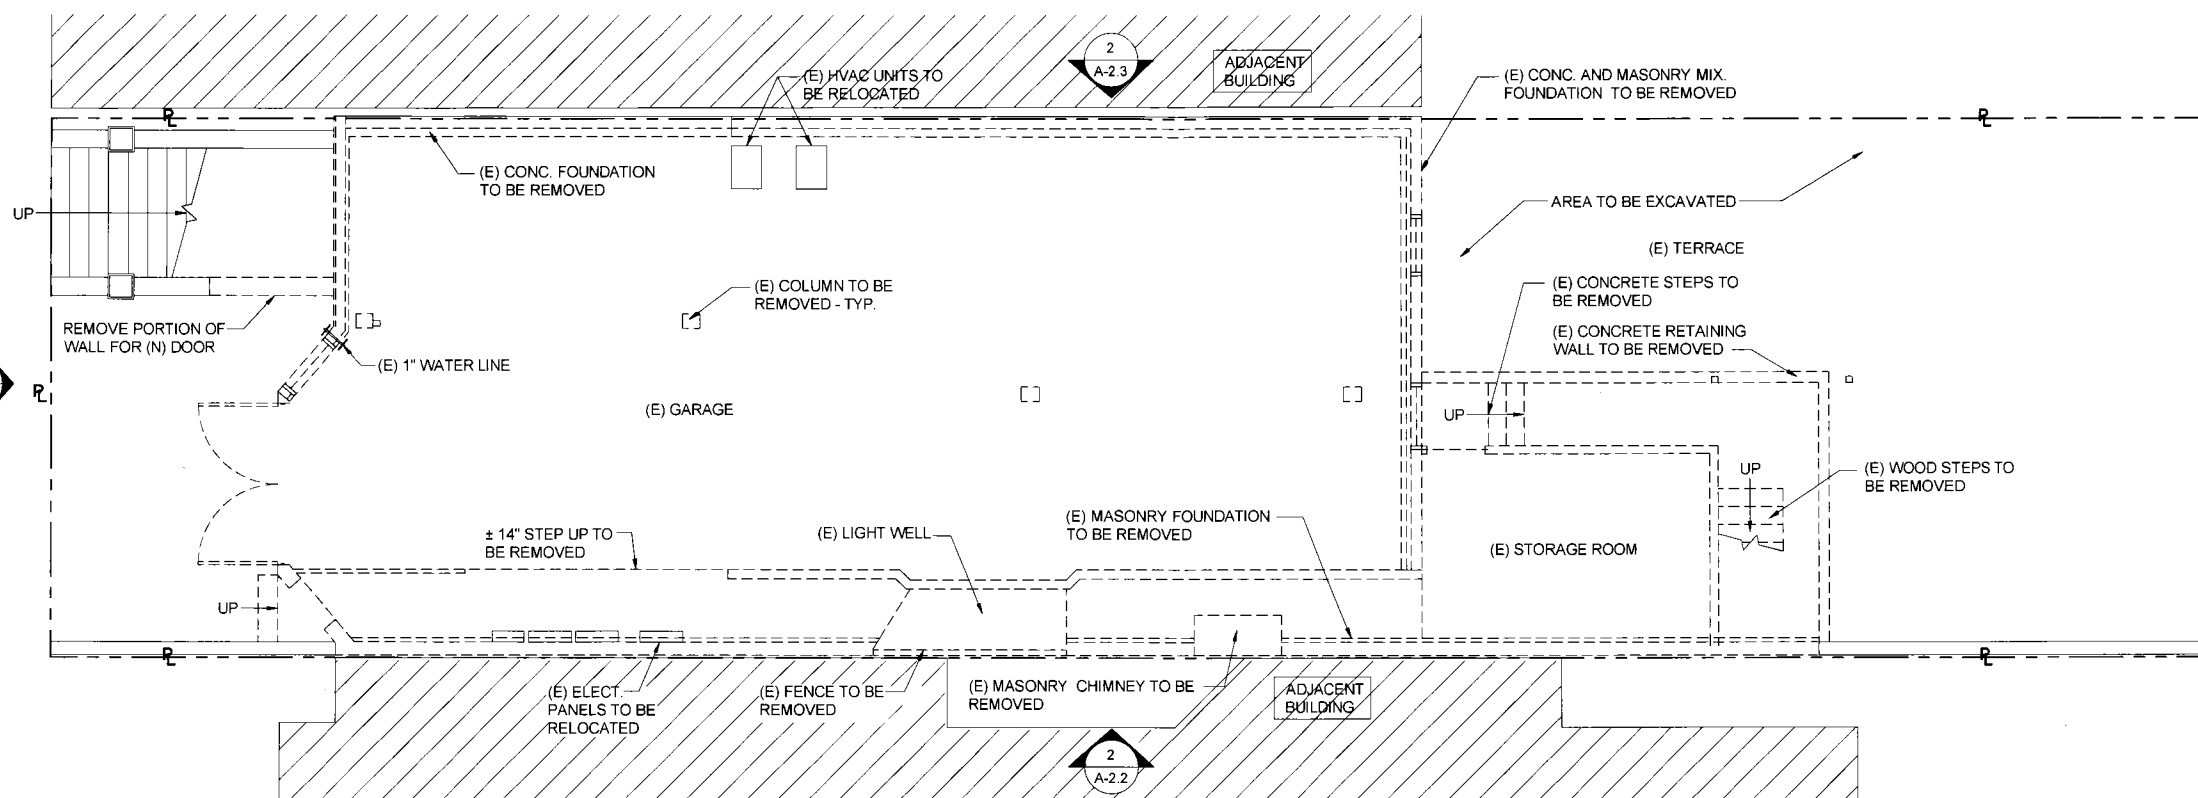 2
A-2.3
ADJACENT
BUILDING
(E) HVAC UNITS TO
BE RELOCATED
(E) CONC. AND MASONRY MIX.
FOUNDATION TO BE REMOVED
PL
PL
(E) CONC. FOUNDATION
TO BE REMOVED
UP
AREA TO BE EXCAVATED
(E) TERRACE
(E) COLUMN TO BE
REMOVED - TYP.
(E) CONCRETE STEPS TO
BE REMOVED
REMOVE PORTION OF
WALL FOR (N) DOOR
(E) CONCRETE RETAINING
WALL TO BE REMOVED
(E) 1" WATER LINE
PL
(E) GARAGE
UP
UP
(E) WOOD STEPS TO
BE REMOVED
± 14" STEP UP TO
BE REMOVED
(E) LIGHT WELL
(E) MASONRY FOUNDATION
TO BE REMOVED
(E) STORAGE ROOM
UP
PL
PL
(E) ELECT.
PANELS TO BE
RELOCATED
(E) FENCE TO BE
REMOVED
(E) MASONRY CHIMNEY TO BE
REMOVED
ADJACENT
BUILDING
2
A-2.2